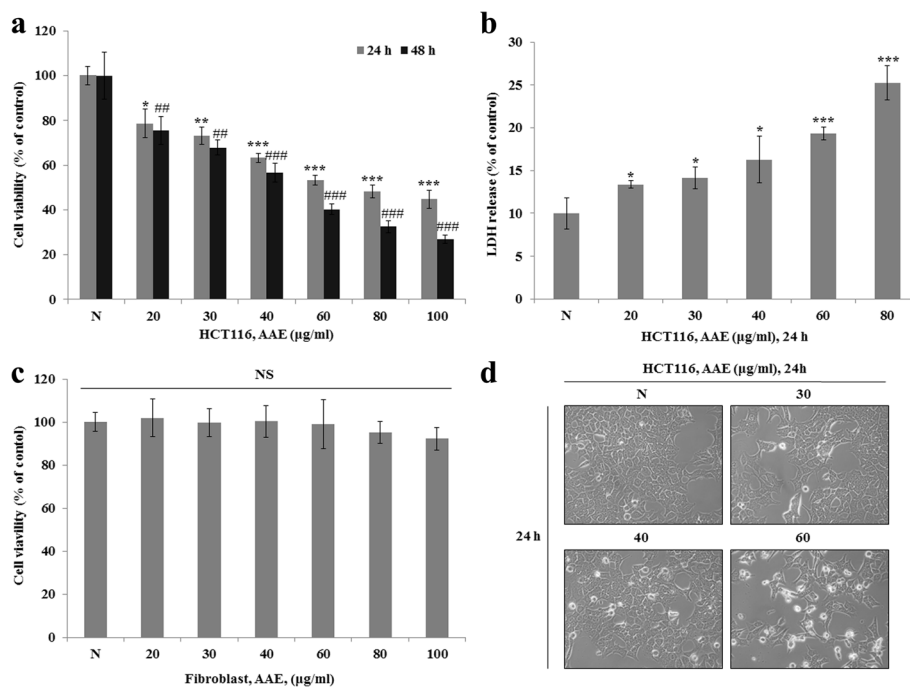 a
120
100
80
60
40
20
0
Cell viability (% of control)
24 h 48 h
* ## ** ## *** ### *** ### *** ### *** ###
N 20 30 40 60 80 100
HCT116, AAE (μg/ml)
b
30
25
20
15
10
5
0
LDH release (% of control)
* * * *** ***
N 20 30 40 60 80
HCT116, AAE (μg/ml), 24 h
c
NS
120
100
80
60
40
20
0
Cell viavility (% of contol)
N 20 30 40 60 80 100
Fibroblast, AAE, (μg/ml)
d
HCT116, AAE (μg/ml), 24h
N 30
24 h
40 60